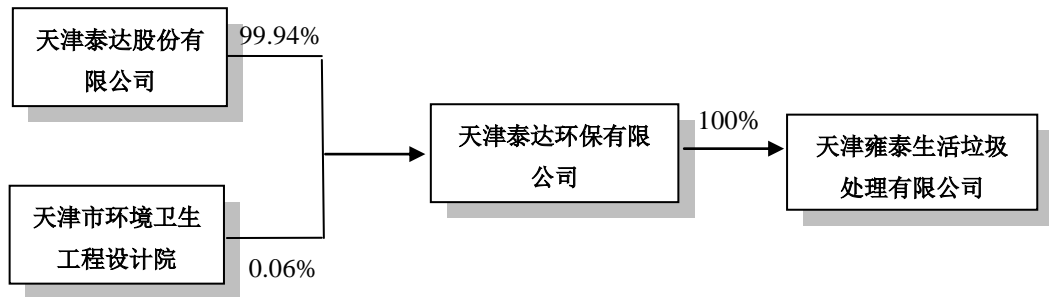 天津泰达股份有
限公司
99.94%
天津市环境卫生
工程设计院
0.06%
天津泰达环保有限
公司
100%
天津雍泰生活垃圾
处理有限公司